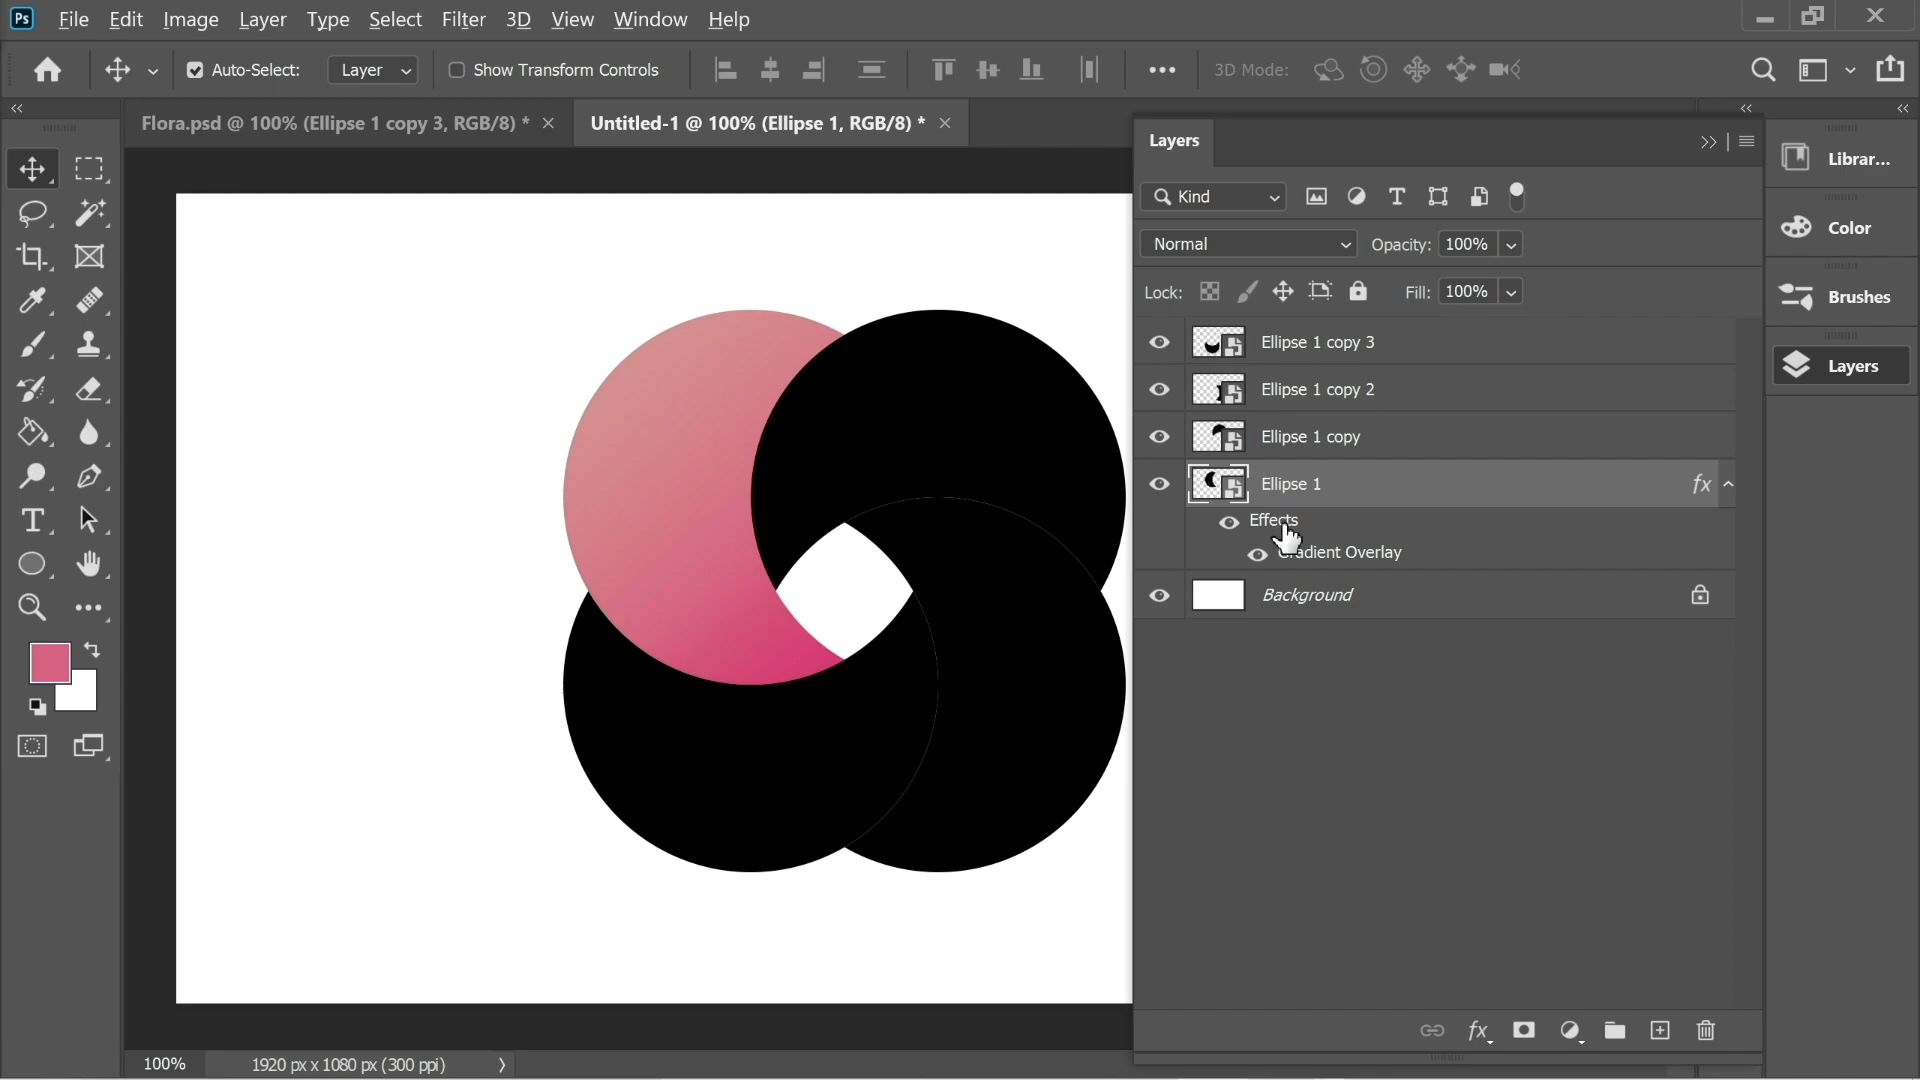 Ps File Edit Image Layer Type Select Filter 3D View Window Help
Auto-Select: Layer Show Transform Controls 3D Mode:
Flora.psd @ 100% (Ellipse 1 copy 3, RGB/8) * × Untitled-1 @ 100% (Ellipse 1, RGB/8) * ×
Layers
Kind
Normal Opacity: 100%
Lock: Fill: 100%
Ellipse 1 copy 3
Ellipse 1 copy 2
Ellipse 1 copy
Ellipse 1 fx
Effects
Gradient Overlay
Background
fx
Librar...
Color
Brushes
Layers
100% 1920 px x 1080 px (300 ppi)